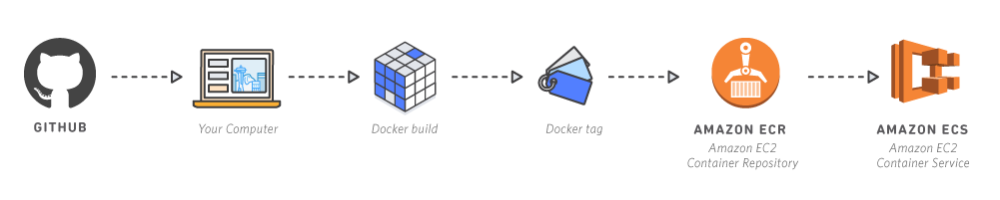 GITHUB
Your Computer
Docker build
Docker tag
AMAZON ECR
Amazon EC2
Container Repository
AMAZON ECS
Amazon EC2
Container Service